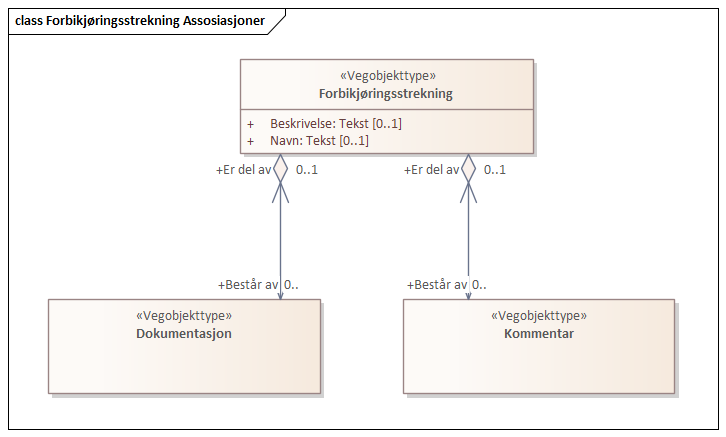 class Forbikjøringsstrekning Assosiasjoner
«Vegobjekttype»
Forbikjøringsstrekning
+ Beskrivelse: Tekst [0..1]
+ Navn: Tekst [0..1]
+Er del av 0..1 +Er del av 0..1
+Består av 0.. +Består av 0..
«Vegobjekttype» «Vegobjekttype»
Dokumentasjon Kommentar